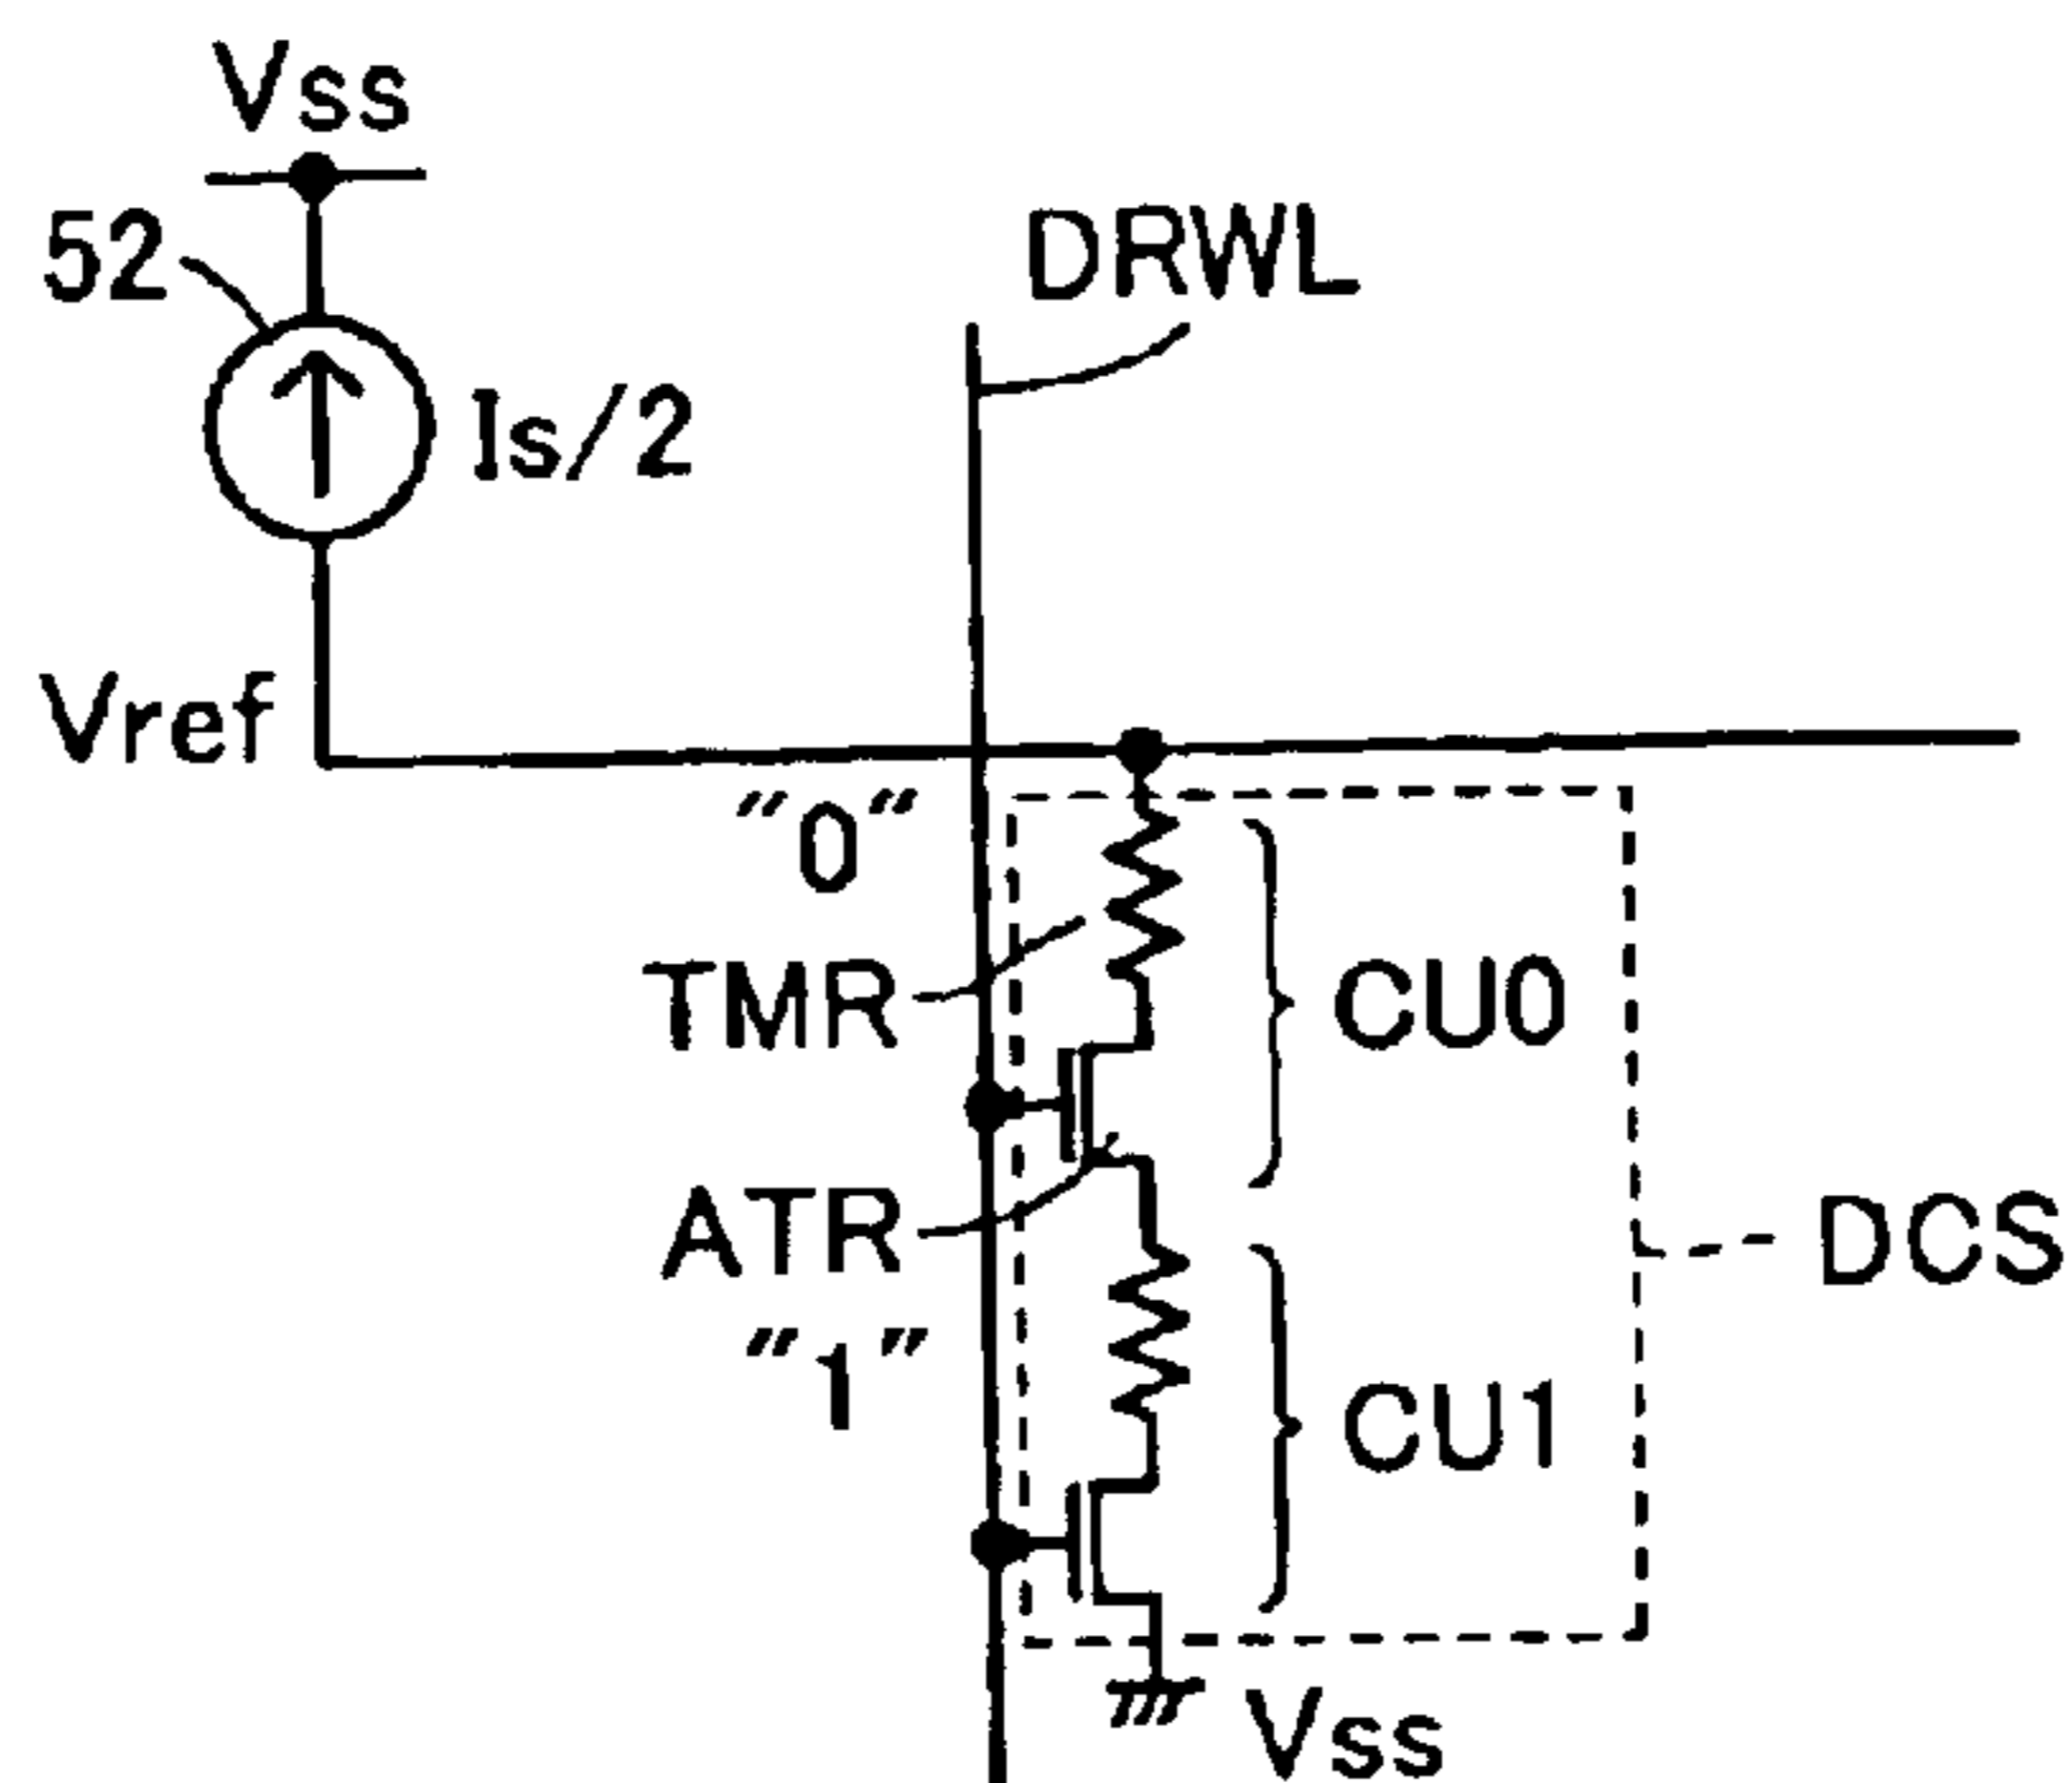 Vss
52
DRWL
Is/2
Vref
"0"
TMR
CU0
ATR
DCS
"1"
CU1
Vss